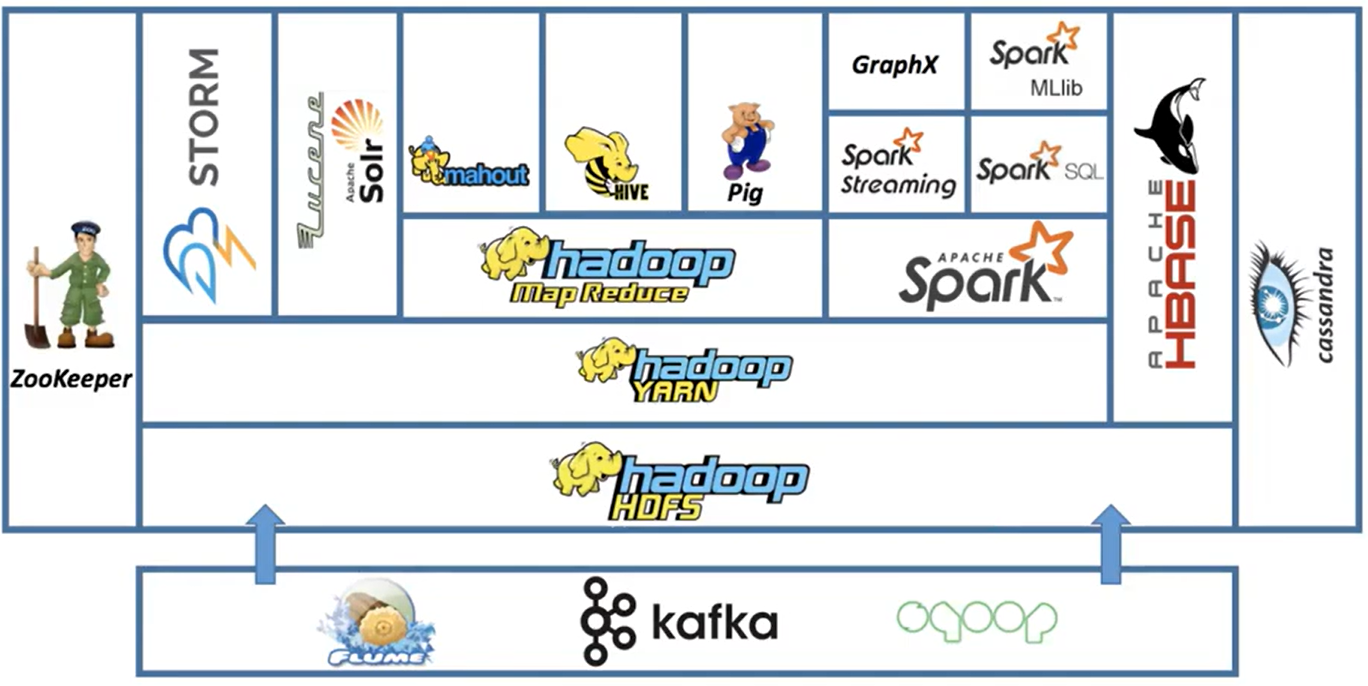 STORM
Lucene
Apache
Solr
mahout
HIVE
Pig
GraphX
Spark
MLlib
Spark
Streaming
Spark SQL
APACHE
HBASE
cassandra
ZooKeeper
hadoop
Map Reduce
APACHE
Spark™
hadoop
YARN
hadoop
HDFS
FLUME
kafka
sqoop